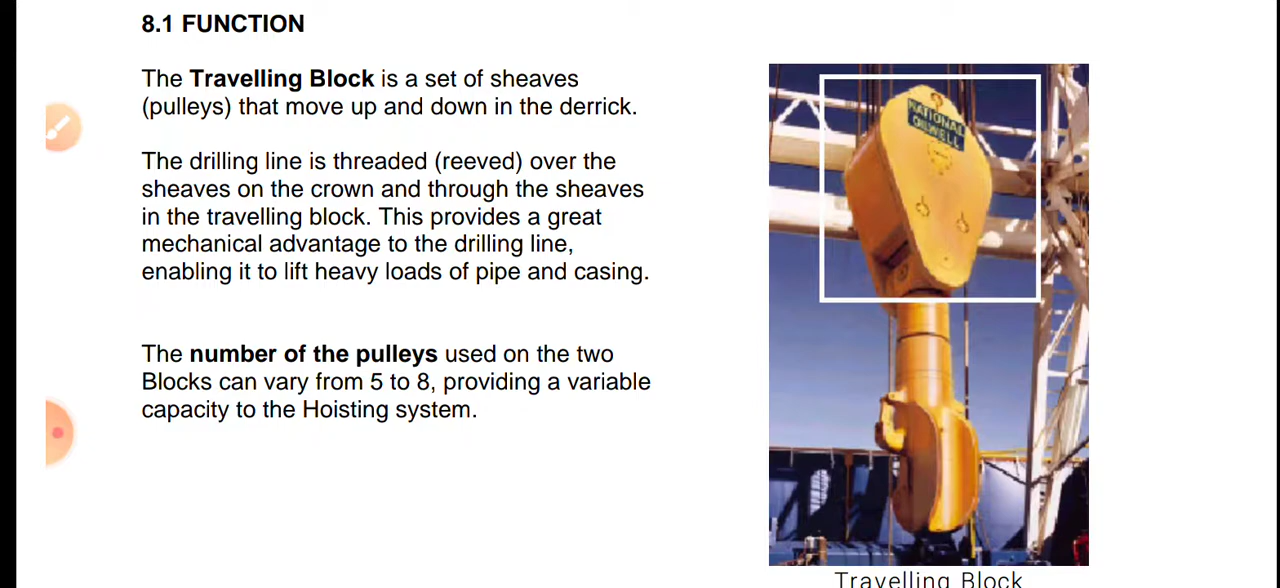 8.1 FUNCTION
The Travelling Block is a set of sheaves
(pulleys) that move up and down in the derrick.
The drilling line is threaded (reeved) over the
sheaves on the crown and through the sheaves
in the travelling block. This provides a great
mechanical advantage to the drilling line,
enabling it to lift heavy loads of pipe and casing.
The number of the pulleys used on the two
Blocks can vary from 5 to 8, providing a variable
capacity to the Hoisting system.
NATIONAL
OILWELL
Travelling Block